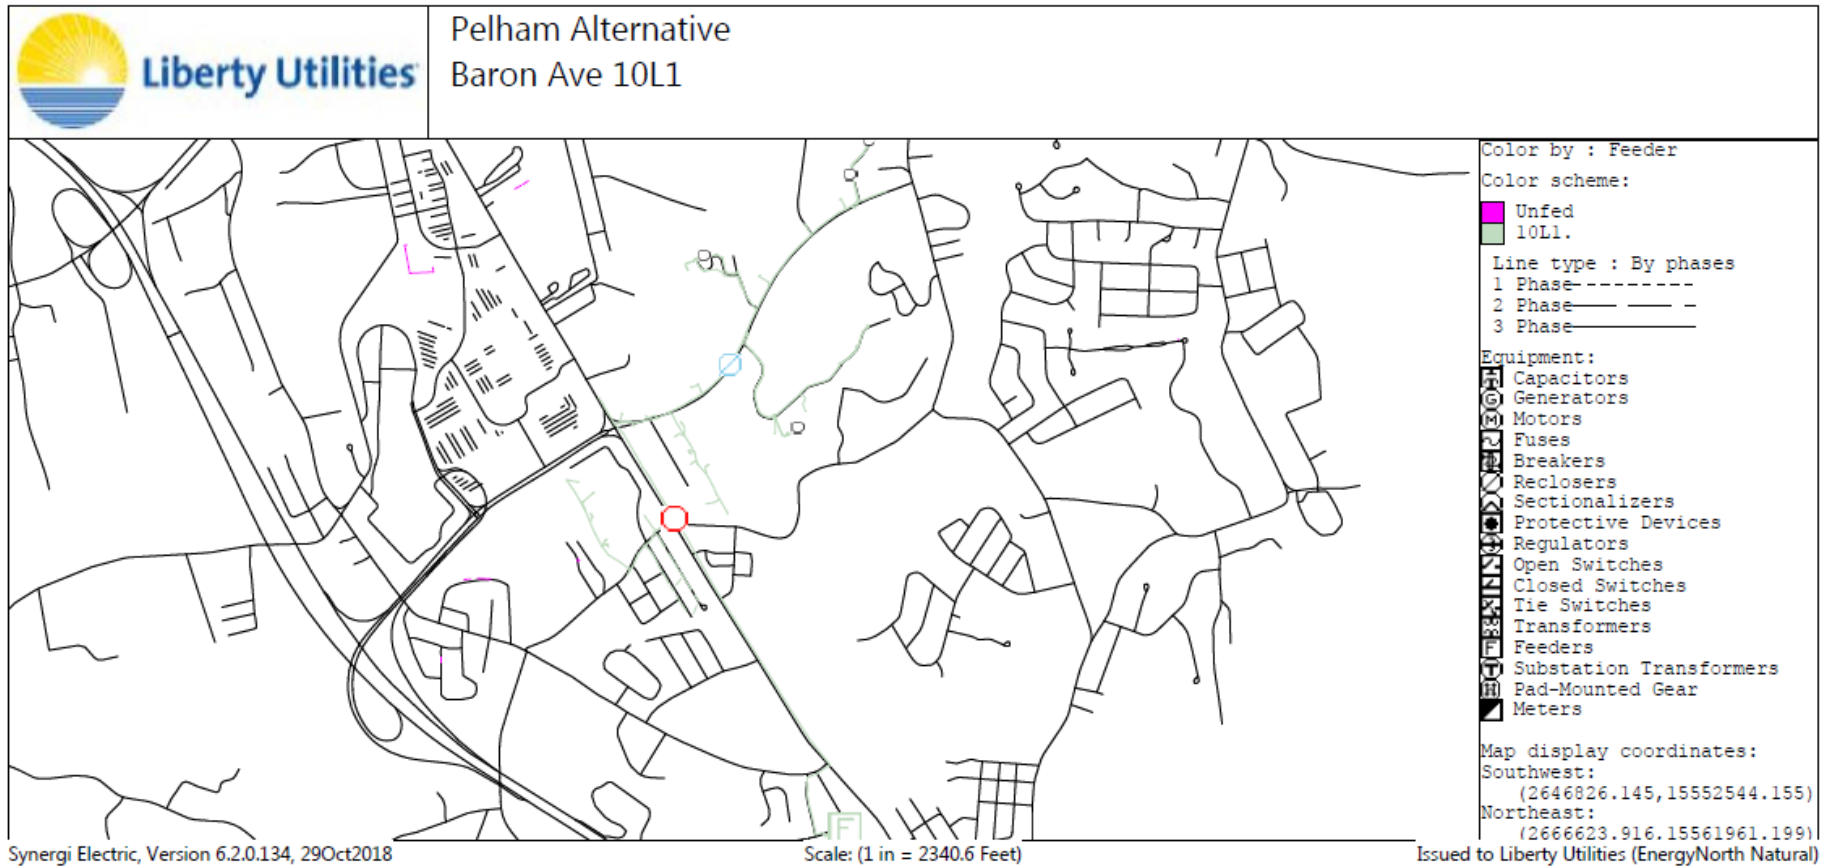 Liberty Utilities
Pelham Alternative
Baron Ave 10L1
Color by : Feeder
Color scheme:
Unfed
10L1.
Line type : By phases
1 Phase
2 Phase
3 Phase
Equipment:
Capacitors
G Generators
M Motors
Fuses
Breakers
Reclosers
Sectionalizers
Protective Devices
Regulators
Open Switches
Closed Switches
Tie Switches
Transformers
F Feeders
T Substation Transformers
Pad-Mounted Gear
Meters
Map display coordinates:
Southwest:
(2646826.145,15552544.155)
Northeast:
(2666623.916,15561961.199)
F
Synergi Electric, Version 6.2.0.134, 29Oct2018
Scale: (1 in = 2340.6 Feet)
Issued to Liberty Utilities (EnergyNorth Natural)